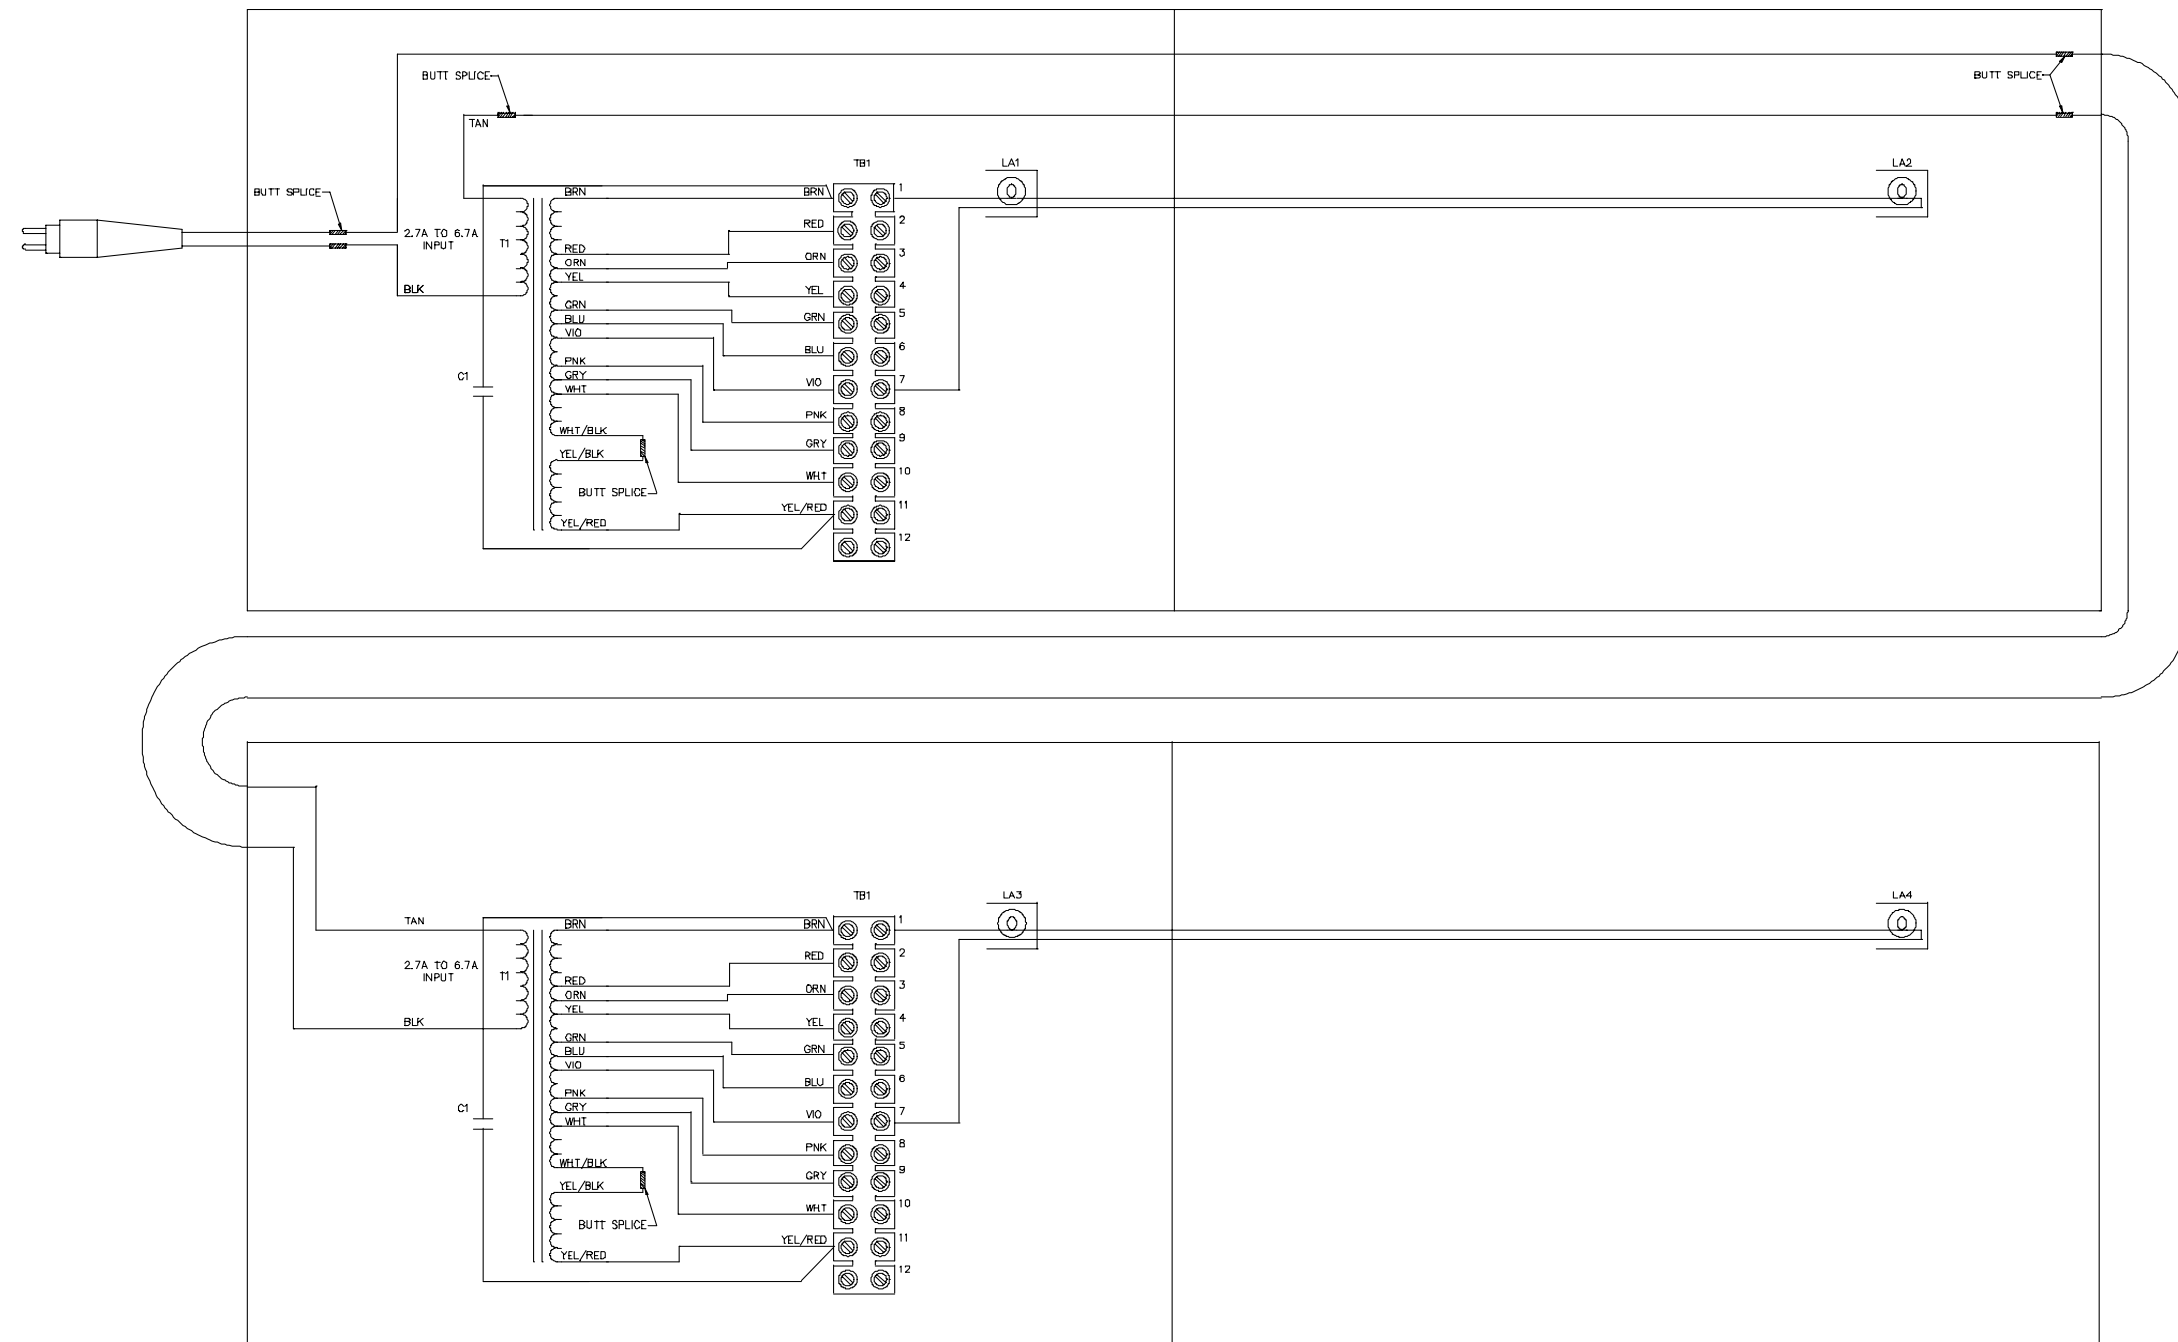 BUTT SPLICE
BUTT SPLICE
TAN
TB1
LA1
LA2
BUTT SPLICE
BRN
BRN
1
RED
2
2.7A TO 6.7A
INPUT
T1
RED
ORN
3
ORN
YEL
BLK
YEL
4
GRN
GRN
5
BLU
VIO
BLU
6
PNK
C1
GRY
VIO
7
WHT
PNK
8
WHT/BLK
GRY
9
YEL/BLK
WHT
10
BUTT SPLICE
YEL/RED
11
YEL/RED
12
TB1
LA3
LA4
TAN
BRN
BRN
1
RED
2
2.7A TO 6.7A
INPUT
T1
RED
ORN
3
ORN
YEL
BLK
YEL
4
GRN
GRN
5
BLU
VIO
BLU
6
PNK
C1
GRY
VIO
7
WHT
PNK
8
WHT/BLK
GRY
9
YEL/BLK
WHT
10
BUTT SPLICE
YEL/RED
11
YEL/RED
12